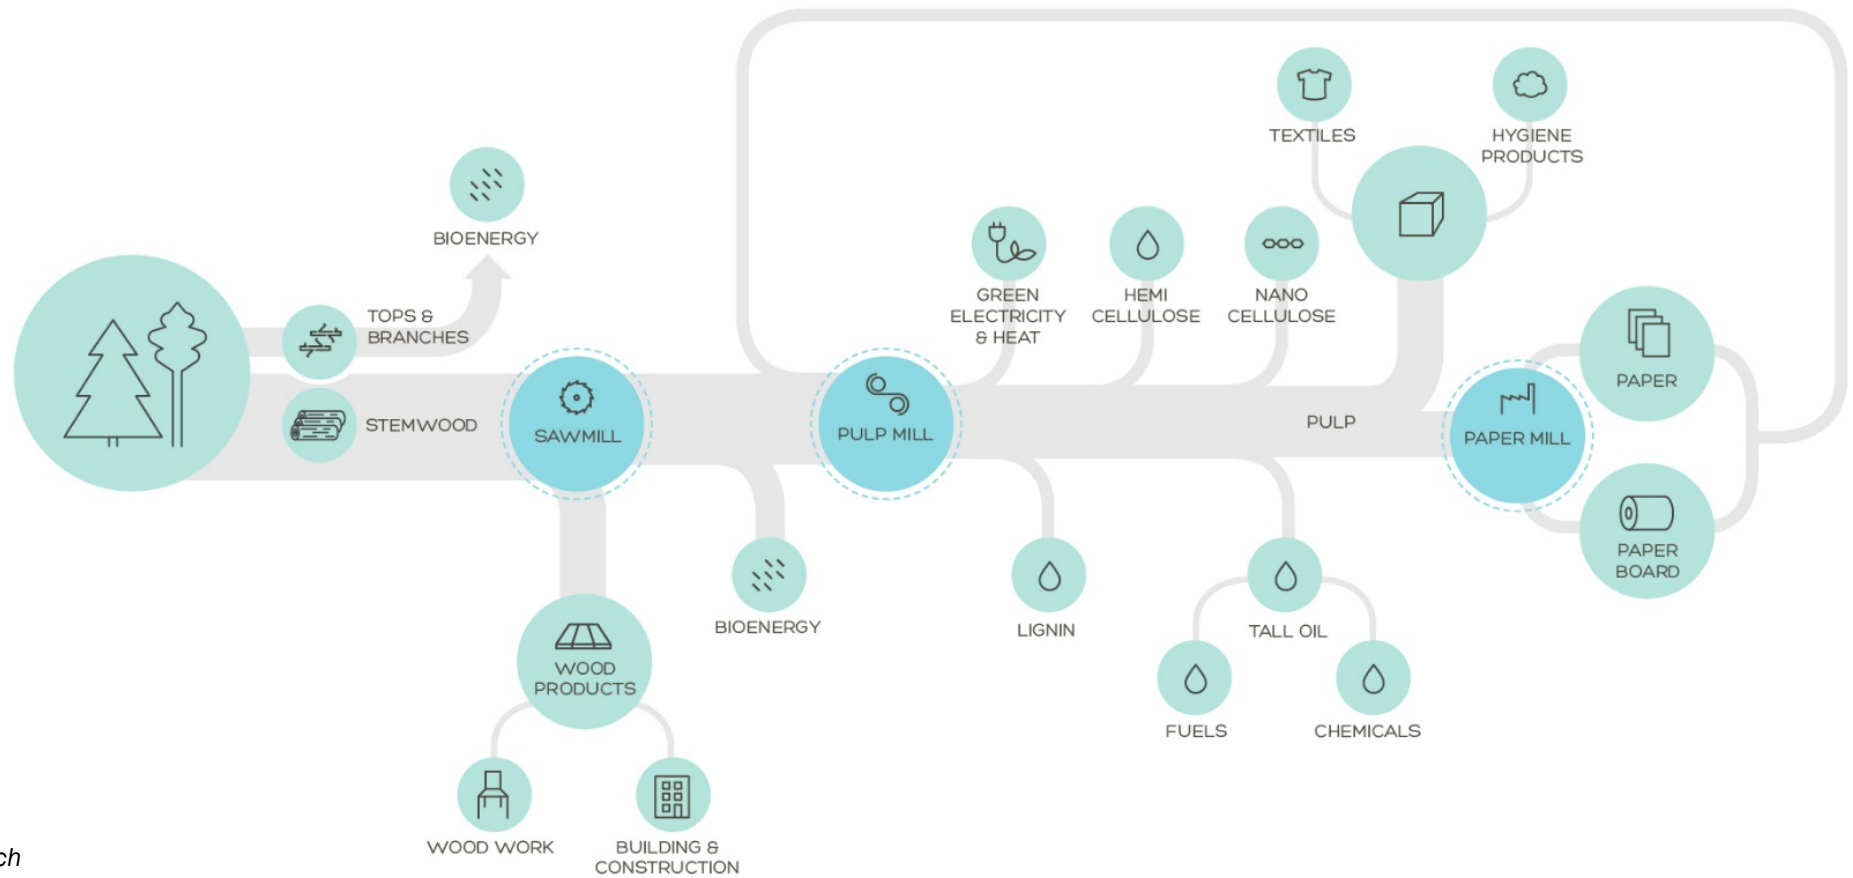 TEXTILES
HYGIENE
PRODUCTS
BIOENERGY
GREEN
ELECTRICITY
& HEAT
HEMI
CELLULOSE
NANO
CELLULOSE
TOPS &
BRANCHES
STEMWOOD
SAWMILL
PULP MILL
PULP
PAPER MILL
PAPER
PAPER
BOARD
WOOD
PRODUCTS
BIOENERGY
LIGNIN
TALL OIL
FUELS
CHEMICALS
WOOD WORK
BUILDING &
CONSTRUCTION
ch